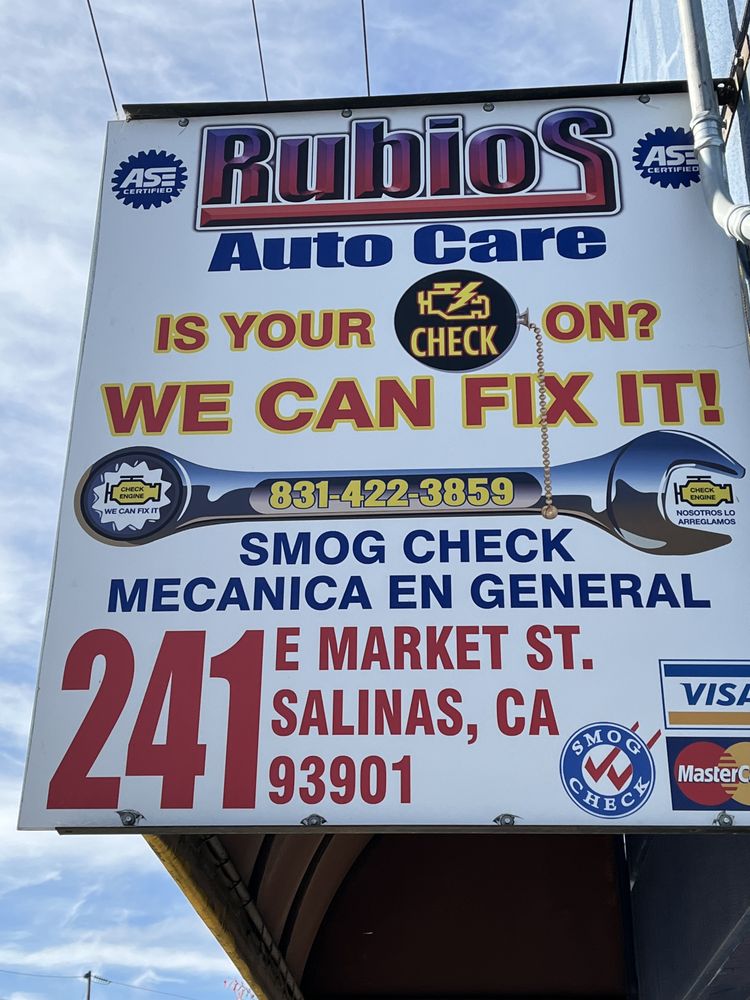 RubioS
ASE
CERTIFIED
ASE
CERTIFIED
Auto Care
IS YOUR CHECK ON?
WE CAN FIX IT!
CHECK
ENGINE
WE CAN FIX IT
831-422-3859
CHECK
ENGINE
NOSOTROS LO
ARREGLAMOS
SMOG CHECK
MECANICA EN GENERAL
241 E MARKET ST.
SALINAS, CA
93901
SMOG
CHECK
VISA
MasterC